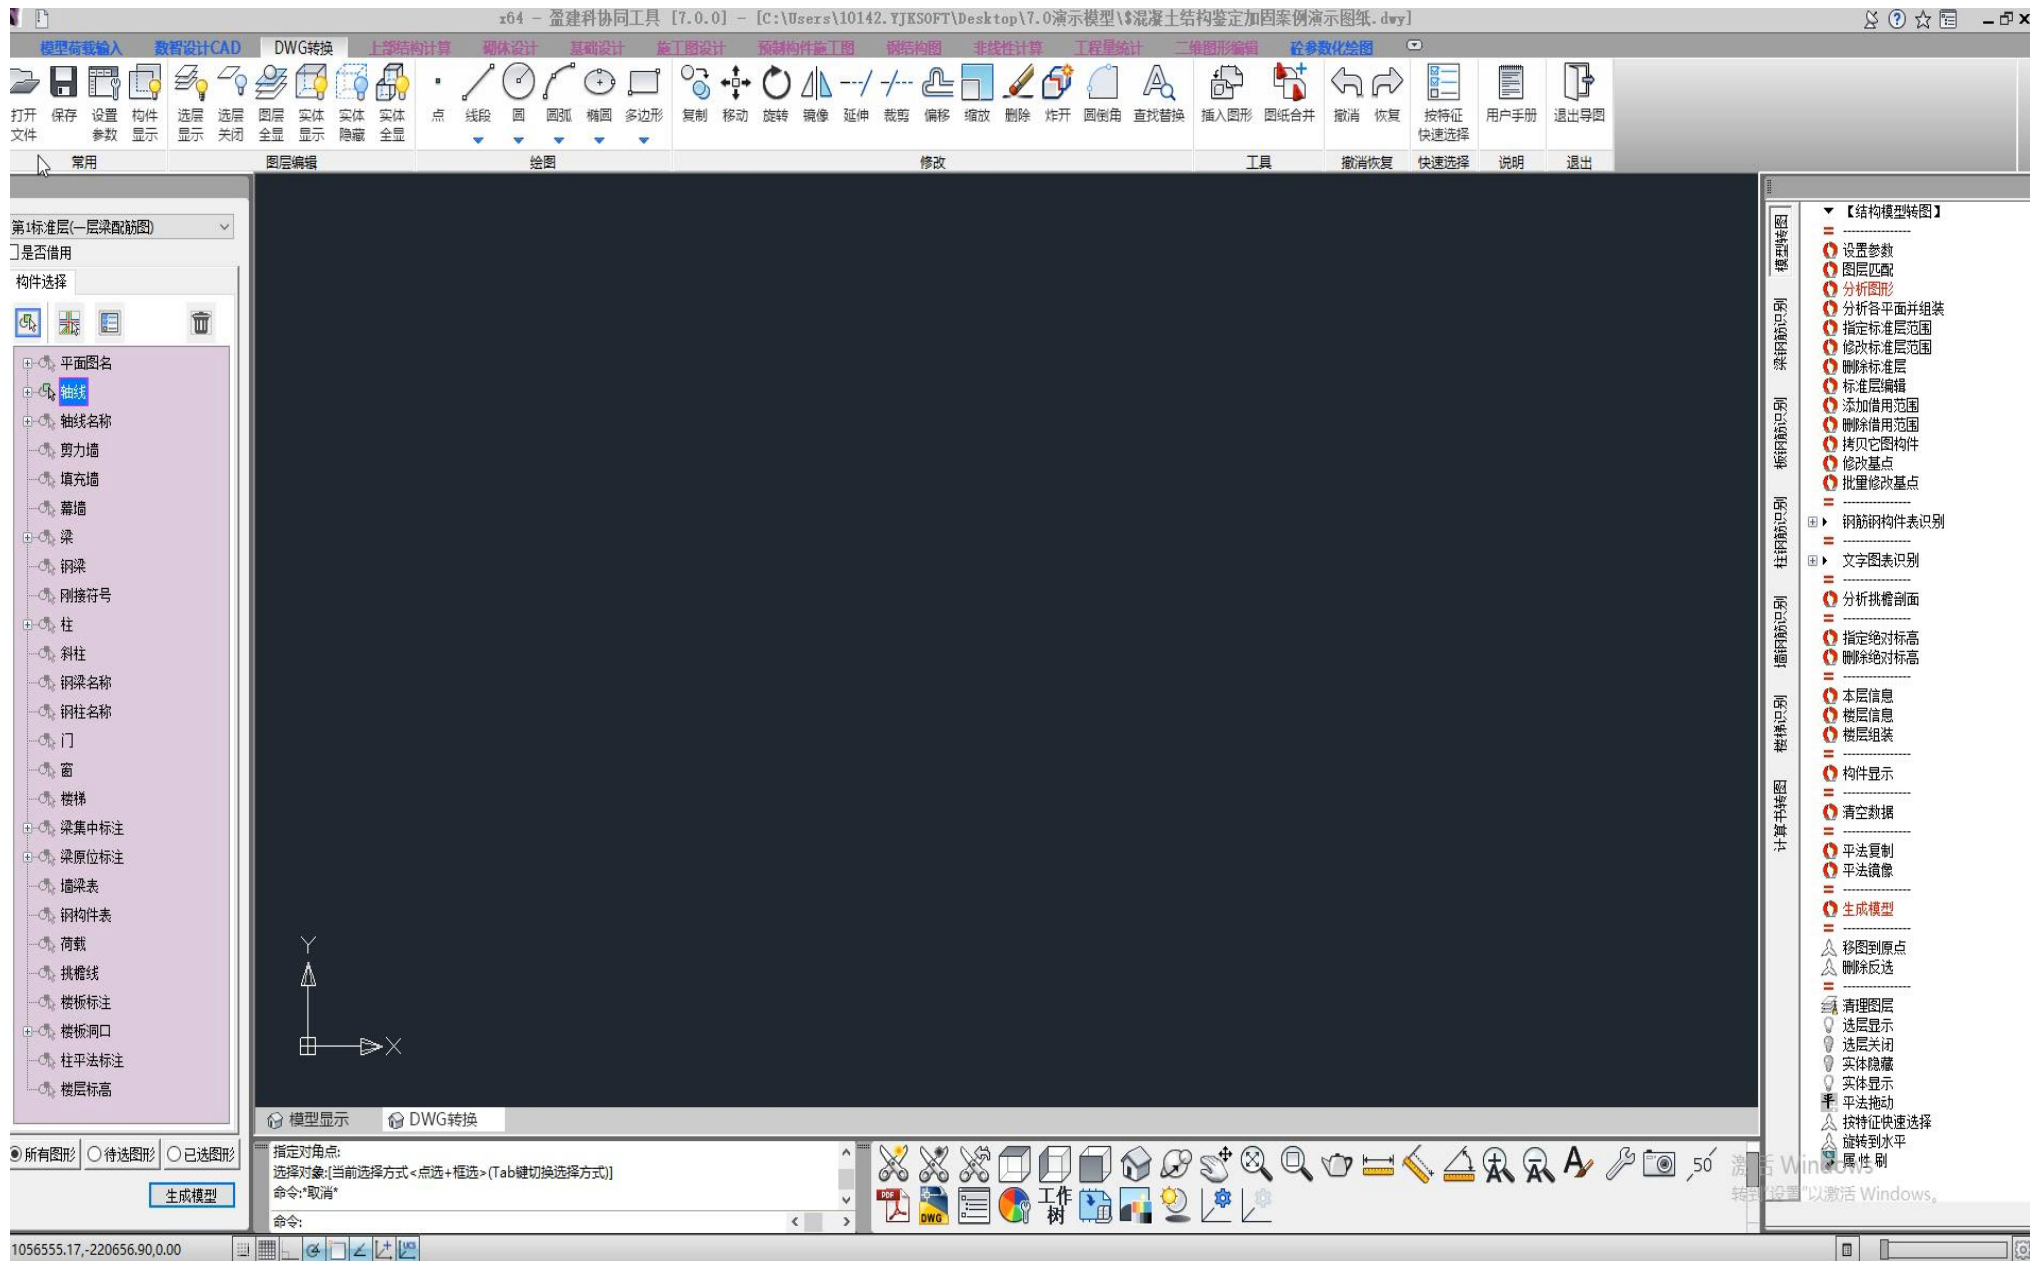 x64 - 盈建科协同工具 [7.0.0] - [C:\Users\10142.YJKSOFT\Desktop\7.0演示模型\$混凝土结构鉴定加固案例演示图纸.dwy]
模型荷载输入 数智设计CAD DWG转换 上部结构计算 砌体设计 基础设计 施工图设计 预制构件施工图 钢结构图 非线性计算 工程量统计 二维图形编辑 砼参数化绘图
打开文件 保存 设置参数 构件显示 选层显示 选层关闭 图层全显 实体显示 实体隐藏 实体全显 点 线段 圆 圆弧 椭圆 多边形 复制 移动 旋转 镜像 延伸 裁剪 偏移 缩放 删除 炸开 圆倒角 查找替换 插入图形 图纸合并 撤消 恢复 按特征快速选择 用户手册 退出导图
常用 图层编辑 绘图 修改 工具 撤消恢复 快速选择 说明 退出
第1标准层(一层梁配筋图)
是否借用
构件选择
平面图名
轴线
轴线名称
剪力墙
填充墙
幕墙
梁
钢梁
刚接符号
柱
斜柱
钢梁名称
钢柱名称
门
窗
楼梯
梁集中标注
梁原位标注
墙梁表
钢构件表
荷载
挑檐线
楼板标注
楼板洞口
柱平法标注
楼层标高
所有图形 待选图形 已选图形
生成模型
Y
X
模型显示 DWG转换
指定对角点:
选择对象:[当前选择方式<点选+框选>(Tab键切换选择方式)]
命令:*取消*
命令:
PDF DWG 工作树
50
模型转图
梁钢筋识别
板钢筋识别
柱钢筋识别
墙钢筋识别
楼梯识别
计算书转图
【结构模型转图】
----------------
设置参数
图层匹配
分析图形
分析各平面并组装
指定标准层范围
修改标准层范围
删除标准层
标准层编辑
添加借用范围
删除借用范围
拷贝它图构件
修改基点
批里修改基点
----------------
钢筋钢构件表识别
----------------
文字图表识别
----------------
分析挑檐剖面
----------------
指定绝对标高
删除绝对标高
----------------
本层信息
楼层信息
楼层组装
----------------
构件显示
----------------
清空数据
----------------
平法复制
平法镜像
----------------
生成模型
----------------
移图到原点
删除反选
----------------
清理图层
选层显示
选层关闭
实体隐藏
实体显示
平法拖动
按特征快速选择
旋转到水平
属性刷
激活 Windows
转到"设置"以激活 Windows。
1056555.17,-220656.90,0.00
UCS